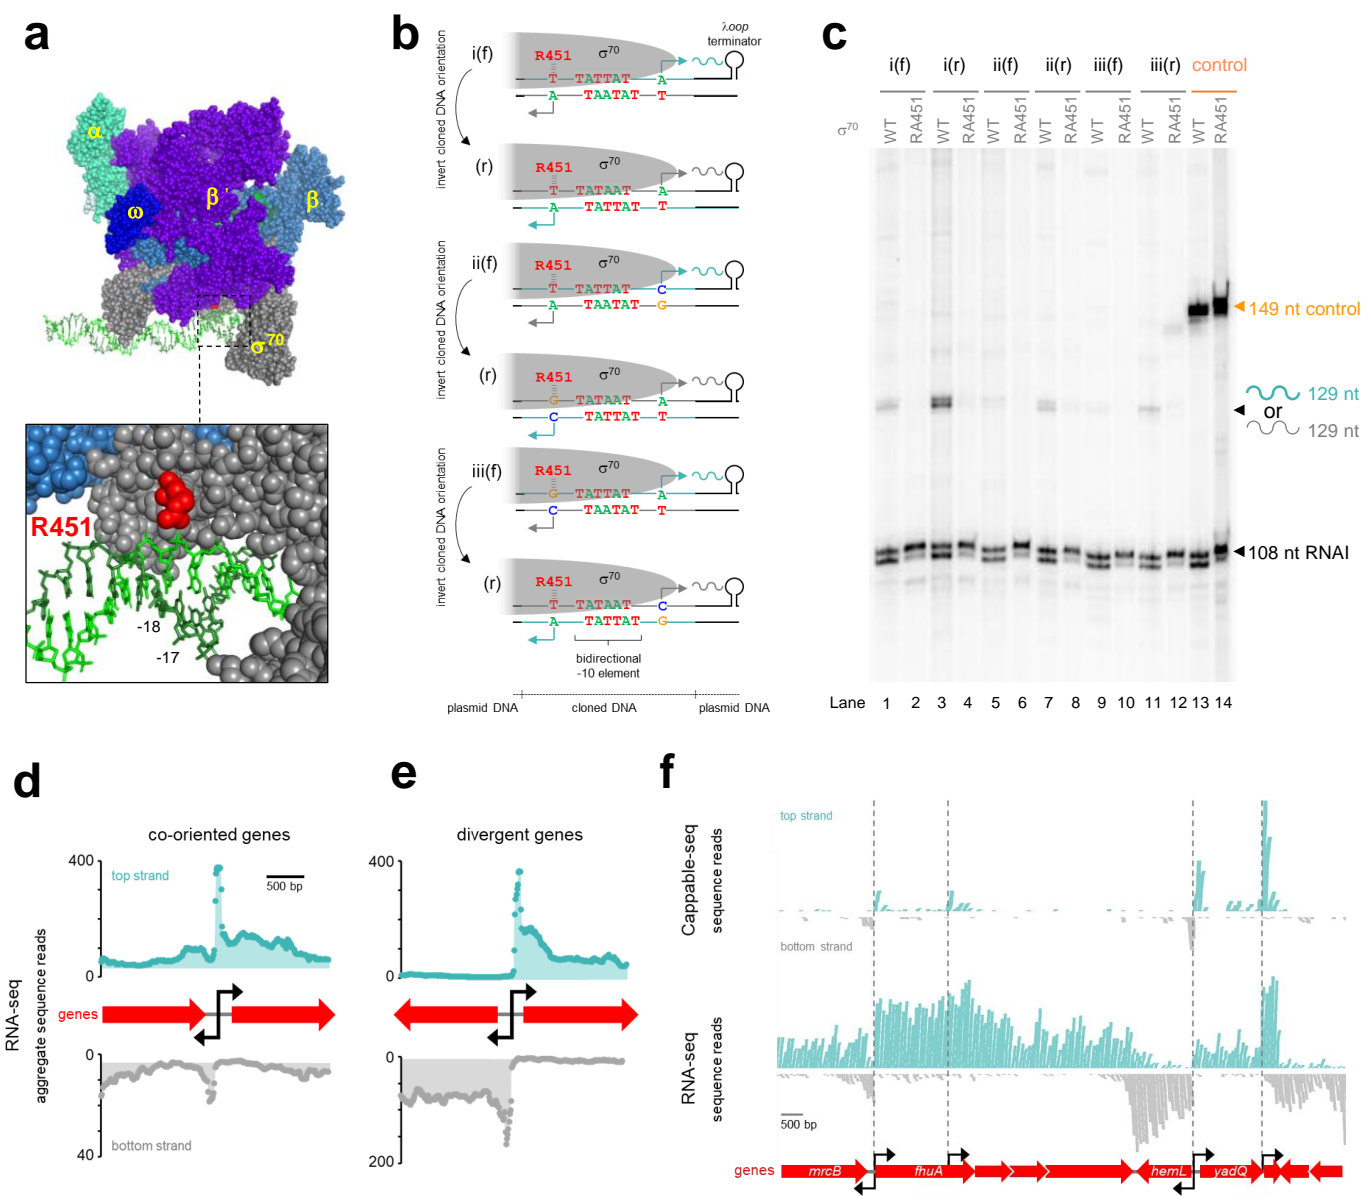 a
α
ω
β'
β
σ70
R451
-18
-17
b
λoop
terminator
invert cloned DNA orientation
i(f)
R451
σ70
T TATTAT A
A TAATAT T
(r)
R451
σ70
T TATAAT A
A TATTAT T
invert cloned DNA orientation
ii(f)
R451
σ70
T TATTAT C
A TAATAT G
(r)
R451
σ70
G TATAAT A
C TATTAT T
invert cloned DNA orientation
iii(f)
R451
σ70
G TATTAT A
C TAATAT T
(r)
R451
σ70
T TATAAT C
A TATTAT G
bidirectional
-10 element
plasmid DNA cloned DNA plasmid DNA
c
i(f) i(r) ii(f) ii(r) iii(f) iii(r) control
σ70 WT RA451 WT RA451 WT RA451 WT RA451 WT RA451 WT RA451 WT RA451
149 nt control
129 nt
or
129 nt
108 nt RNAI
Lane 1 2 3 4 5 6 7 8 9 10 11 12 13 14
d
co-oriented genes
RNA-seq
aggregate sequence reads
400
200
0
top strand
500 bp
genes
0
40
bottom strand
e
divergent genes
400
200
0
0
100
200
f
Cappable-seq
sequence reads
top strand
bottom strand
RNA-seq
sequence reads
500 bp
genes
mrcB fhuA hemL yadQ